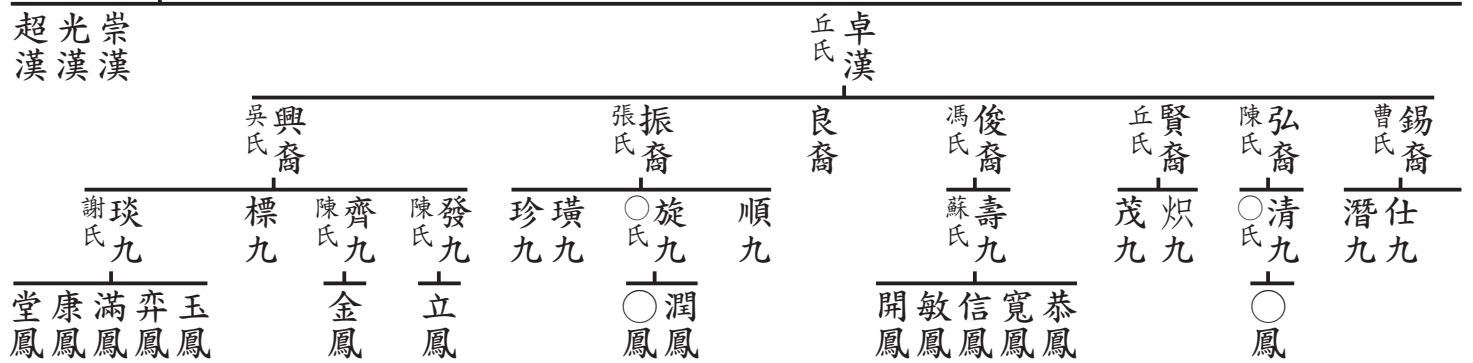 卓漢
丘氏
崇漢
光漢
超漢
錫裔
曹氏
弘裔
陳氏
賢裔
丘氏
俊裔
馮氏
良裔
振裔
張氏
興裔
吳氏
仕九
潛九
清九
○氏
炽九
茂九
壽九
蘇氏
順九
旋九
○氏
璜九
珍九
發九
陳氏
齊九
陳氏
標九
琰九
謝氏
○鳳
恭鳳
寬鳳
信鳳
敏鳳
開鳳
潤鳳
○鳳
立鳳
金鳳
玉鳳
弈鳳
滿鳳
康鳳
堂鳳